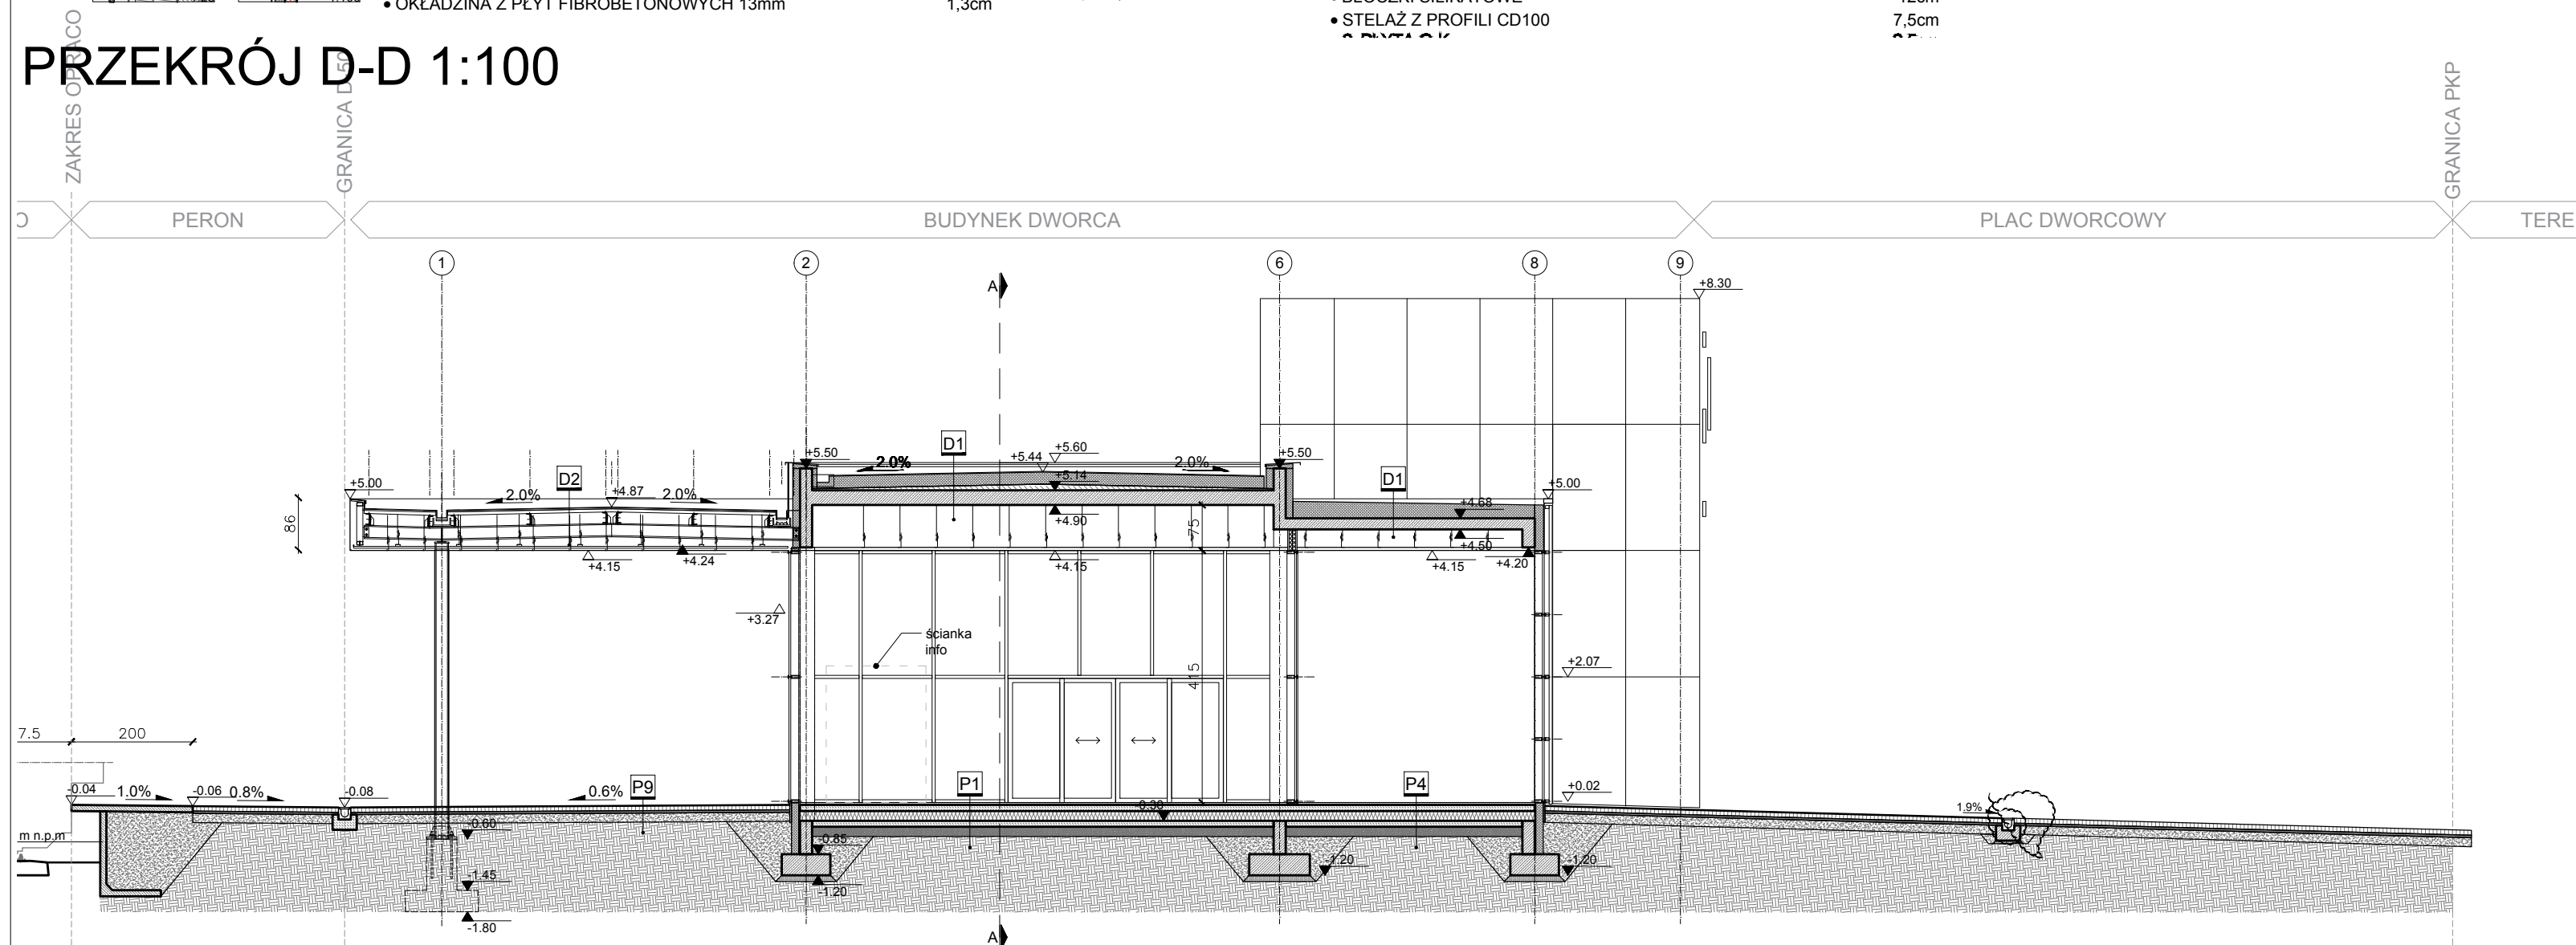 • OKŁADZINA Z PŁYT FIBROBETONOWYCH 13mm 1,3cm
• STELAŻ Z PROFILI CD100 7,5cm
PRZEKRÓJ D-D 1:100
ZAKRES OPRACO
GRANICA D-50
GRANICA PKP
O PERON BUDYNEK DWORCA PLAC DWORCOWY TERE
1 2 6 8 9
A
+8.30
D1
+5.50 2.0% +5.44 +5.60 2.0% +5.50
+5.14
D2 D1
+5.00 2.0% +4.87 2.0% +5.00
+4.68
86
+4.90 75 +4.50
+4.15 +4.24 +4.15 +4.15 +4.20
+3.27
ścianka
info
415
+2.07
7.5 200
-0.04 1.0% -0.06 0.8% -0.08 0.6% P9 P1 P4 +0.02
-0.36
1.9%
m n.p.m
-0.60
-0.85
-1.20 -1.20
-1.45
-1.20
-1.80
A